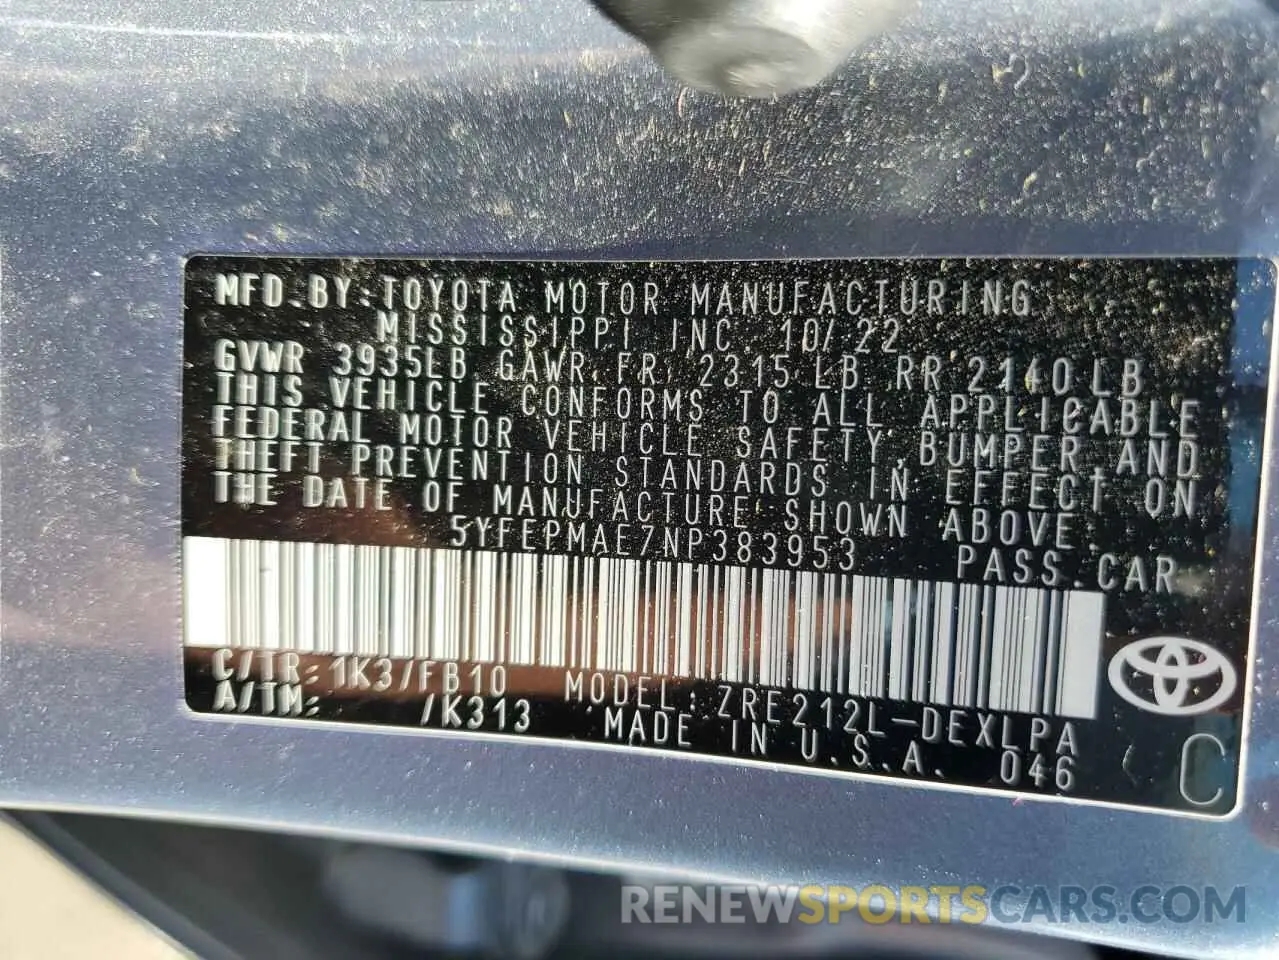 MFD.BY:TOYOTA MOTOR MANUFACTURING
MISSISSIPPI INC 10/22
GVWR 3935LB GAWR FR 2315 LB RR 2140LB
THIS VEHICLE CONFORMS TO ALL APPLICABLE
FEDERAL MOTOR VEHICLE SAFETY,BUMPER,AND
THEFT PREVENTION STANDARDS IN EFFECT ON
THE DATE OF MANUFACTURE SHOWN ABOVE.
5YFEPMAE7NP383953 PASS.CAR
C/TR:1K3/FB10 MODEL:ZRE212L-DEXLPA
A/TM: /K313 MADE IN U.S.A. 046
C
RENEWSPORTSCARS.COM